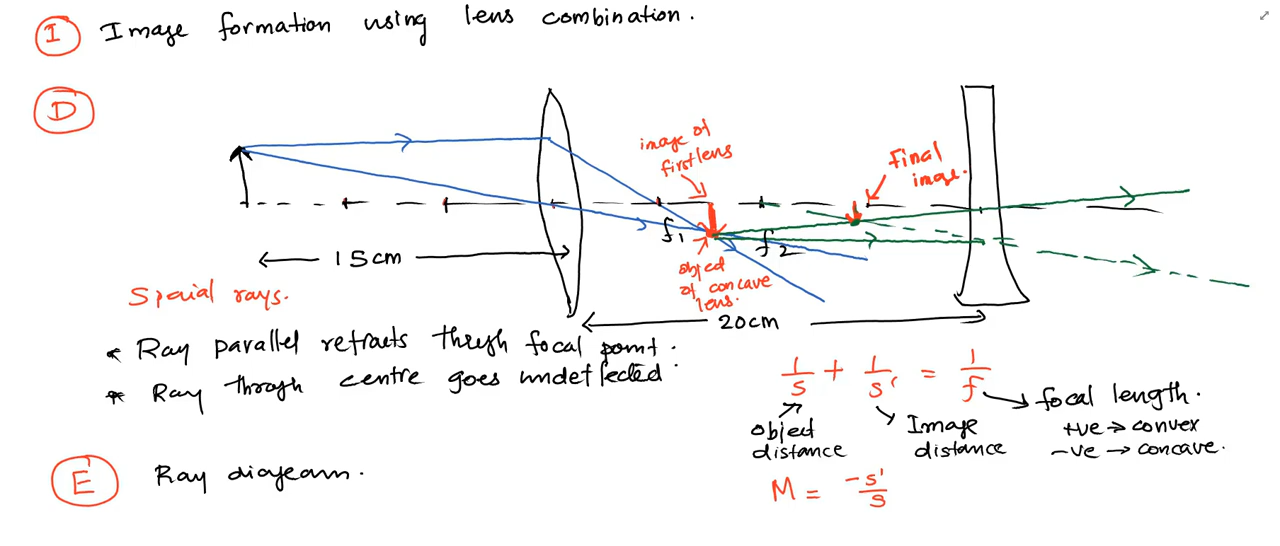 I Image formation using lens combination.
D
image of
first lens
final
image.
f1
f2
15cm
object
of concave
lens.
20cm
Special rays.
* Ray parallel refracts through focal point.
* Ray through centre goes undeflected.
1/s + 1/s' = 1/f
focal length.
+ve → convex
-ve → concave.
Object
distance
Image
distance
M = -s'/s
E Ray diagram.